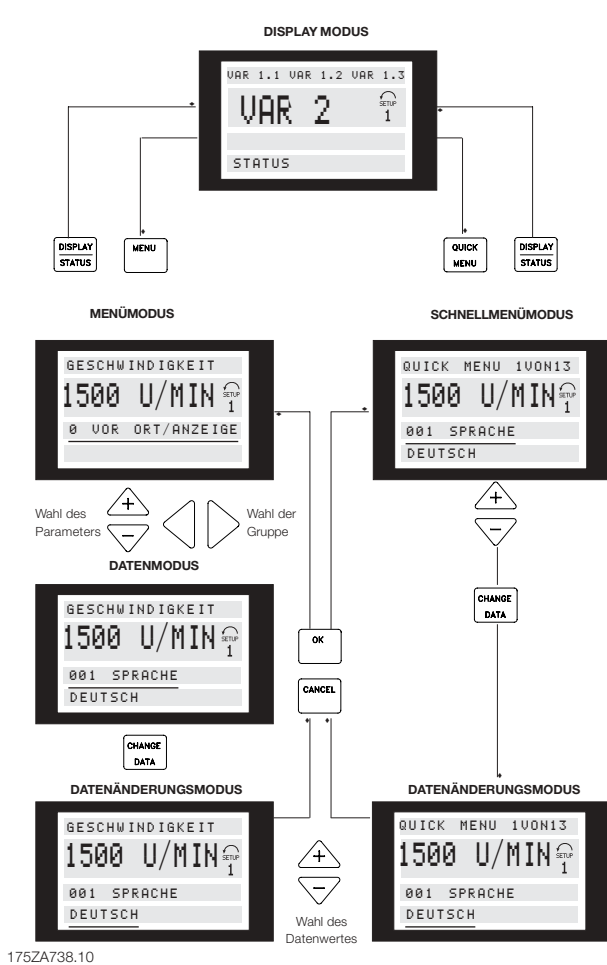 DISPLAY MODUS
VAR 1.1 VAR 1.2 VAR 1.3
VAR 2
SETUP
1
STATUS
DISPLAY
STATUS
MENU
QUICK
MENU
DISPLAY
STATUS
MENÜMODUS
GESCHWINDIGKEIT
1500 U/MIN
SETUP
1
0 VOR ORT/ANZEIGE
Wahl des
Parameters
+
−
Wahl der
Gruppe
DATENMODUS
GESCHWINDIGKEIT
1500 U/MIN
SETUP
1
001 SPRACHE
DEUTSCH
CHANGE
DATA
DATENÄNDERUNGSMODUS
GESCHWINDIGKEIT
1500 U/MIN
SETUP
1
001 SPRACHE
DEUTSCH
OK
CANCEL
+
−
Wahl des
Datenwertes
SCHNELLMENÜMODUS
QUICK MENU 1VON13
1500 U/MIN
SETUP
1
001 SPRACHE
DEUTSCH
+
−
CHANGE
DATA
DATENÄNDERUNGSMODUS
QUICK MENU 1VON13
1500 U/MIN
SETUP
1
001 SPRACHE
DEUTSCH
175ZA738.10